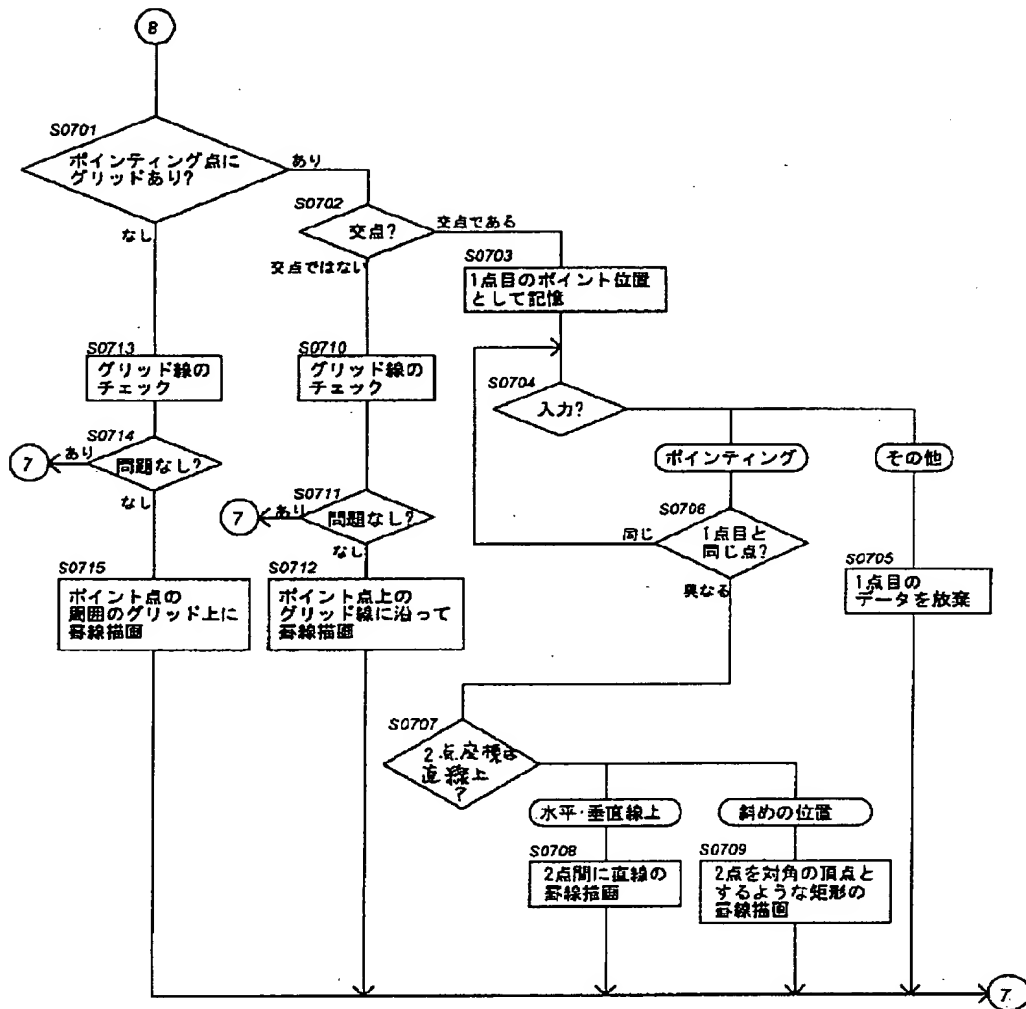 8
S0701
ポインティング点に
グリッドあり?
あり
なし
S0702
交点?
交点である
交点ではない
S0703
1点目のポイント位置
として記憶
S0713
グリッド線の
チェック
S0710
グリッド線の
チェック
S0704
入力?
S0714
問題なし?
あり
7
なし
ポインティング
その他
S0711
問題なし?
あり
7
なし
S0706
1点目と
同じ点?
同じ
異なる
S0705
1点目の
データを放棄
S0715
ポイント点の
周囲のグリッド上に
罫線描画
S0712
ポイント点上の
グリッド線に沿って
罫線描画
S0707
2点座標は
直線上
?
水平・垂直線上
斜めの位置
S0708
2点間に直線の
罫線描画
S0709
2点を対角の頂点と
するような矩形の
罫線描画
7